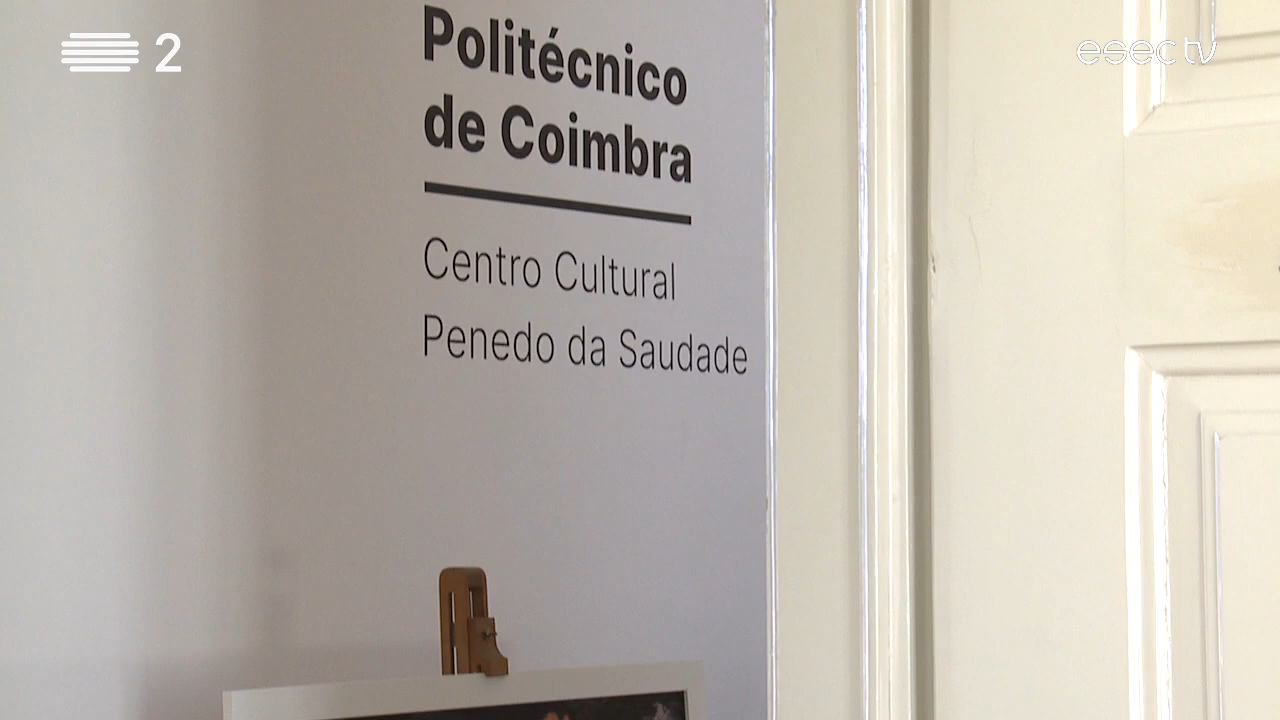 2
esec tv
Politécnico
de Coimbra
Centro Cultural
Penedo da Saudade